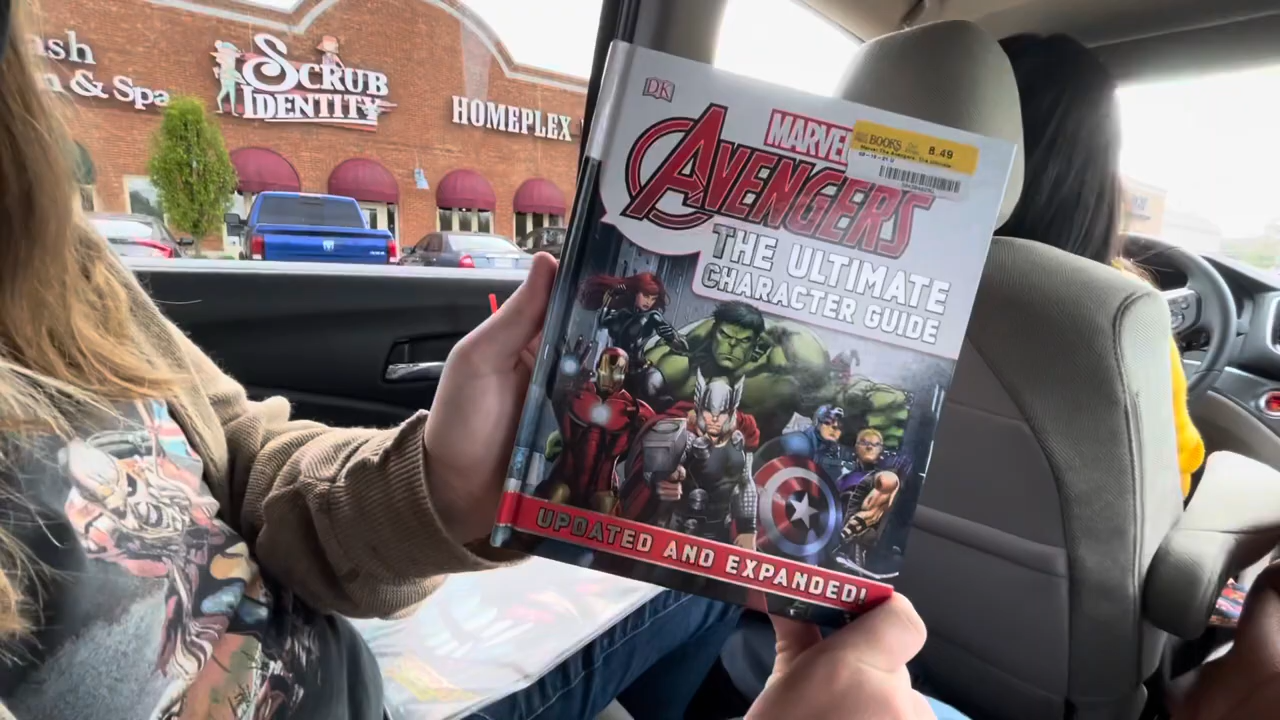 ash
& Spa
SCRUB
IDENTITY
HOMEPLEX
DK
MARVEL
BOOKS 8.49
AVENGERS
THE ULTIMATE
CHARACTER GUIDE
UPDATED AND EXPANDED!